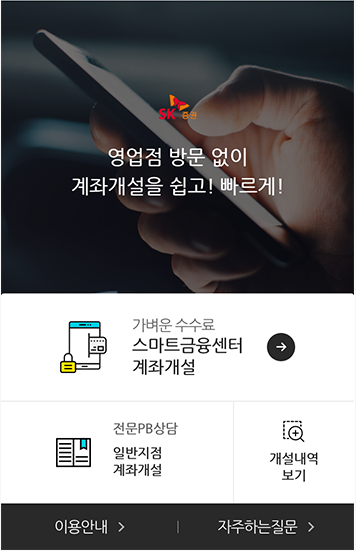 SK 증권
영업점 방문 없이
계좌개설을 쉽고! 빠르게!
가벼운 수수료
스마트금융센터
계좌개설
전문PB상담
일반지점
계좌개설
개설내역
보기
이용안내
자주하는질문